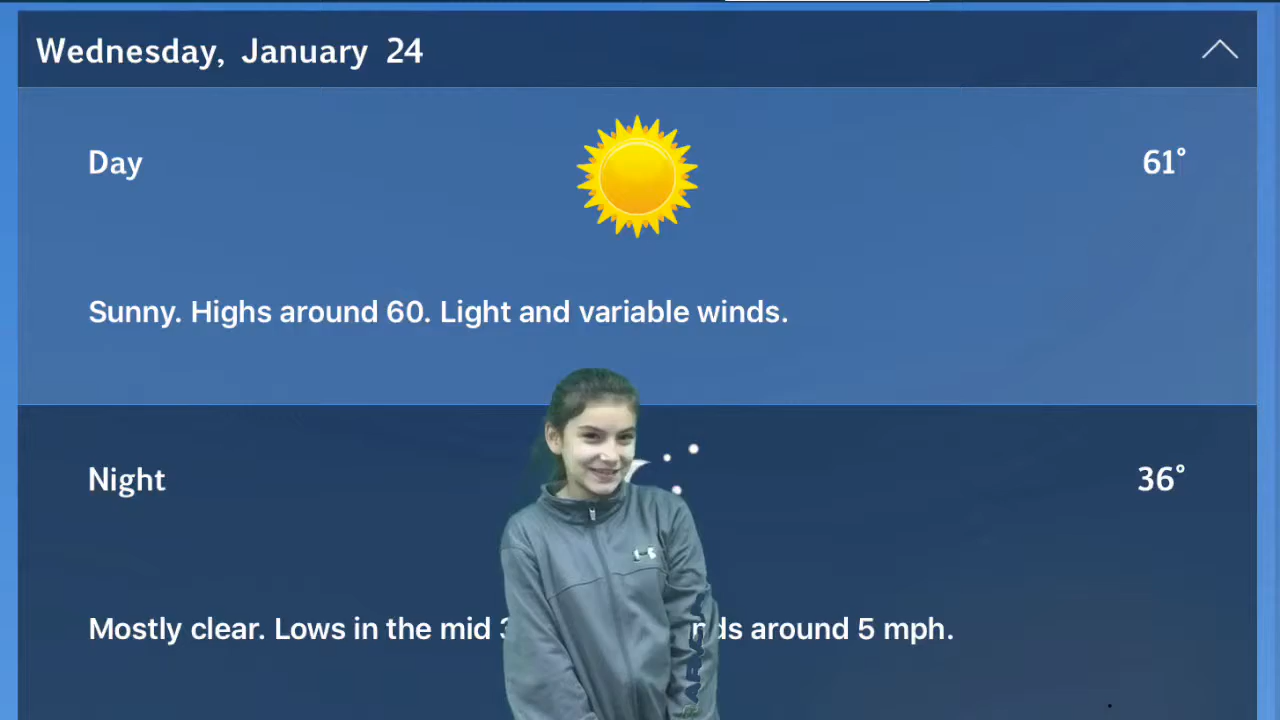 Wednesday, January 24
Day
61°
Sunny. Highs around 60. Light and variable winds.
Night
36°
Mostly clear. Lows in the mid around 5 mph.